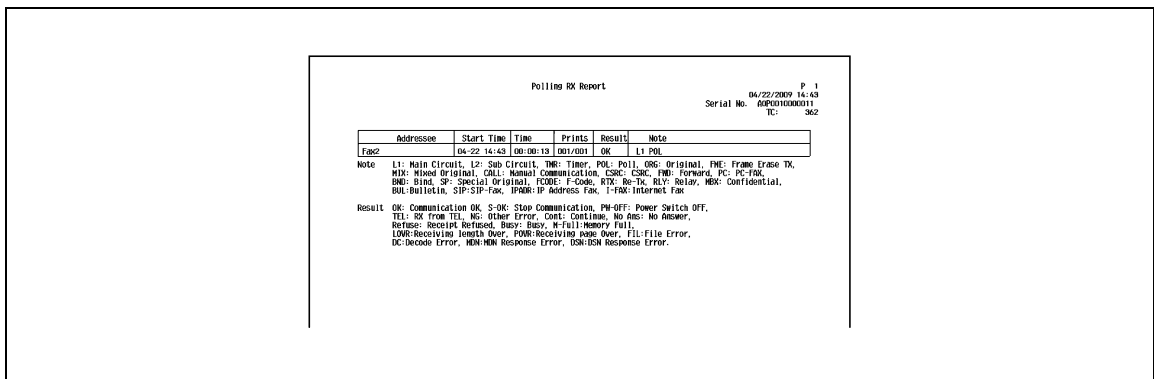 Polling RX Report P 1
04/22/2009 14:43
Serial No. A0P0010000011
TC: 362
Addressee Start Time Time Prints Result Note
Fax2 04-22 14:43 00:00:13 001/001 OK L1 POL
Note L1: Main Circuit, L2: Sub Circuit, TMR: Timer, POL: Poll, ORG: Original, FME: Frame Erase TX,
MIX: Mixed Original, CALL: Manual Communication, CSRC: CSRC, FWD: Forward, PC: PC-FAX,
BND: Bind, SP: Special Original, FCODE: F-Code, RTX: Re-Tx, RLY: Relay, MBX: Confidential,
BUL:Bulletin, SIP:SIP-Fax, IPADR:IP Address Fax, I-FAX:Internet Fax
Result OK: Communication OK, S-OK: Stop Communication, PW-OFF: Power Switch OFF,
TEL: RX from TEL, NG: Other Error, Cont: Continue, No Ans: No Answer,
Refuse: Receipt Refused, Busy: Busy, M-Full:Memory Full,
LOVR:Receiving length Over, POVR:Receiving page Over, FIL:File Error,
DC:Decode Error, MDN:MDN Response Error, DSN:DSN Response Error.